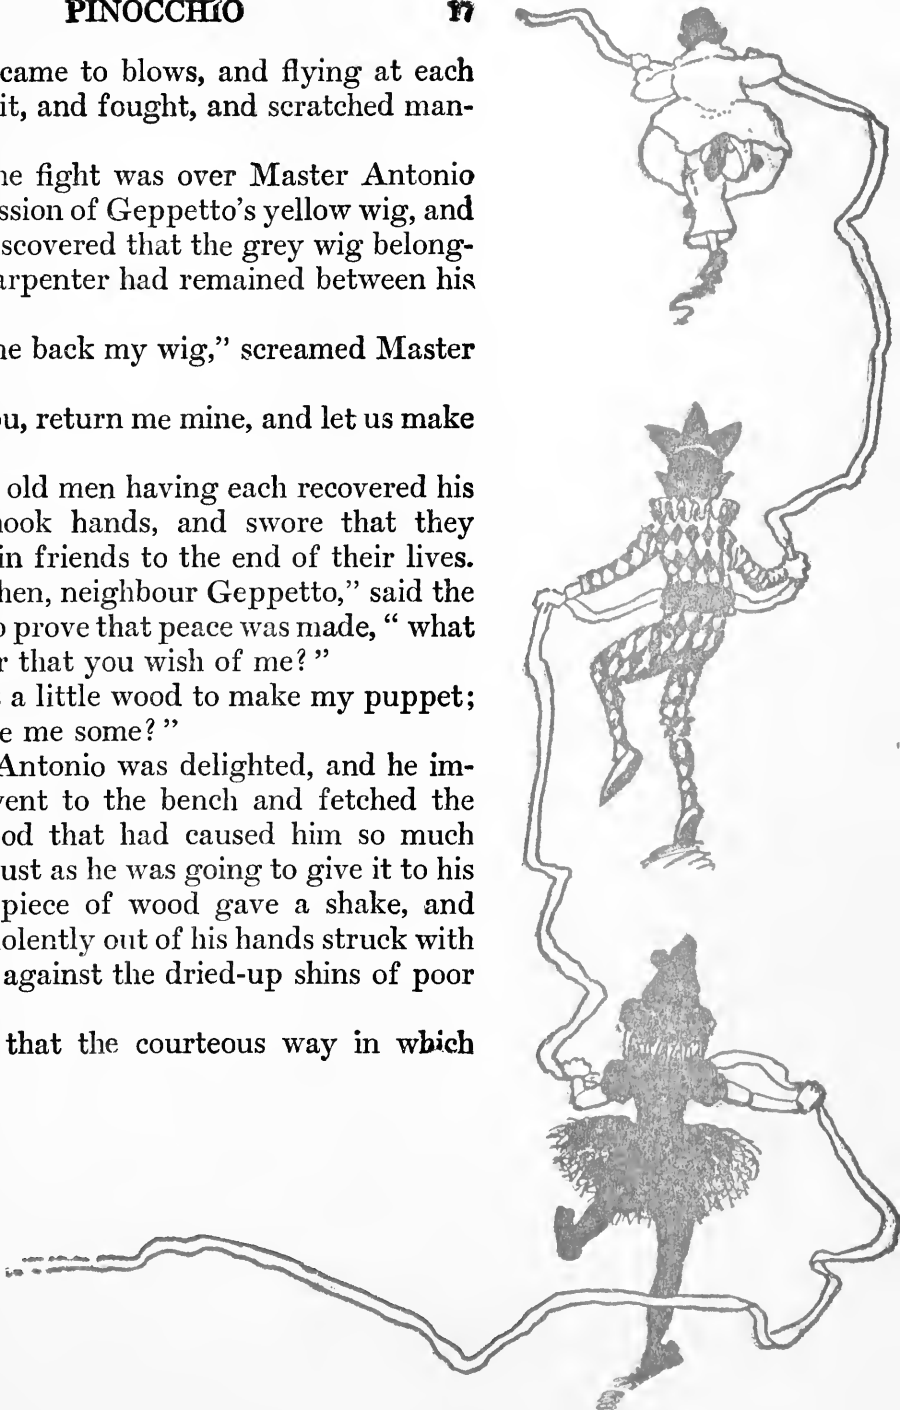 PINOCCHIO 17
came to blows, and flying at each
it, and fought, and scratched man-
he fight was over Master Antonio
ssion of Geppetto's yellow wig, and
scovered that the grey wig belong-
arpenter had remained between his
ne back my wig,” screamed Master
ou, return me mine, and let us make
old men having each recovered his
hook hands, and swore that they
in friends to the end of their lives.
hen, neighbour Geppetto,” said the
o prove that peace was made, “ what
r that you wish of me? ”
a little wood to make my puppet;
e me some? ”
Antonio was delighted, and he im-
vent to the bench and fetched the
od that had caused him so much
ust as he was going to give it to his
piece of wood gave a shake, and
olently out of his hands struck with
against the dried-up shins of poor
that the courteous way in which